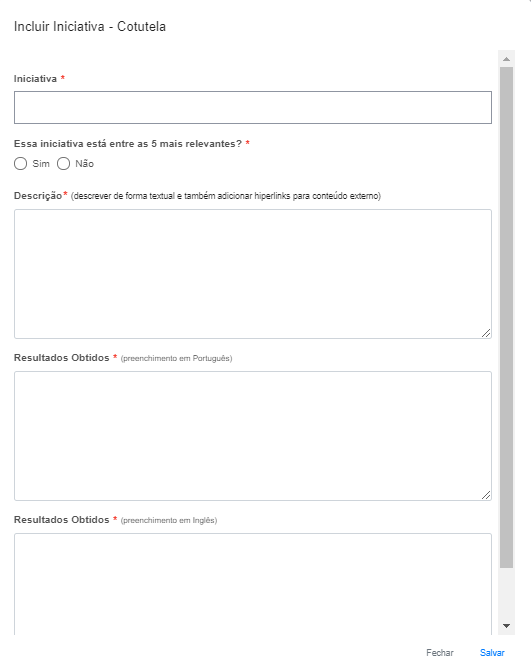 Incluir Iniciativa - Cotutela
Iniciativa *
Essa iniciativa está entre as 5 mais relevantes? *
Sim Não
Descrição * (descrever de forma textual e também adicionar hiperlinks para conteúdo externo)
Resultados Obtidos * (preenchimento em Português)
Resultados Obtidos * (preenchimento em Inglês)
Fechar Salvar